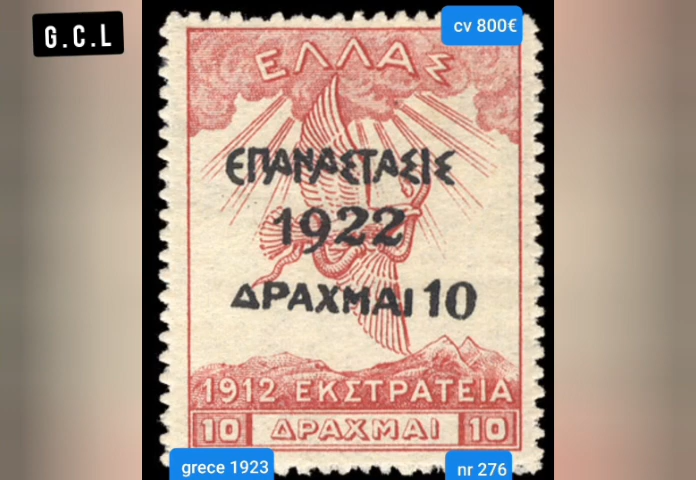 G.C.L
cv 800€
ΕΛΛΑΣ
ΕΠΑΝΑΣΤΑΣΙΣ
1922
ΔΡΑΧΜΑΙ 10
1912 ΕΚΣΤΡΑΤΕΙΑ
10 ΔΡΑΧΜΑΙ 10
grece 1923
nr 276